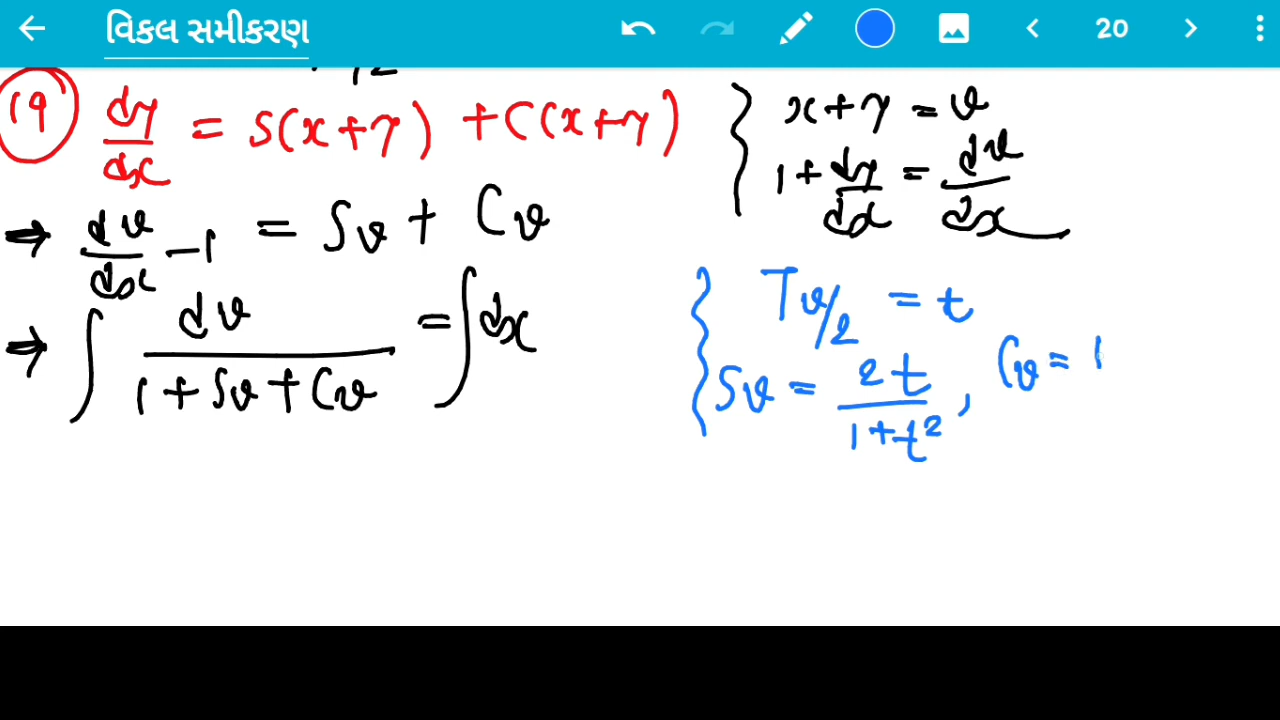 વિકલ સમીકરણ
20
19 dy/dx = S(x+y) + C(x+y) } x+y = v
1 + dy/dx = dv/dx
⇒ dv/dx - 1 = Sv + Cv
⇒ ∫ dv/(1 + Sv + Cv) = ∫ dx
} Tv/2 = t
Sv = 2t/(1+t²), Cv = 1